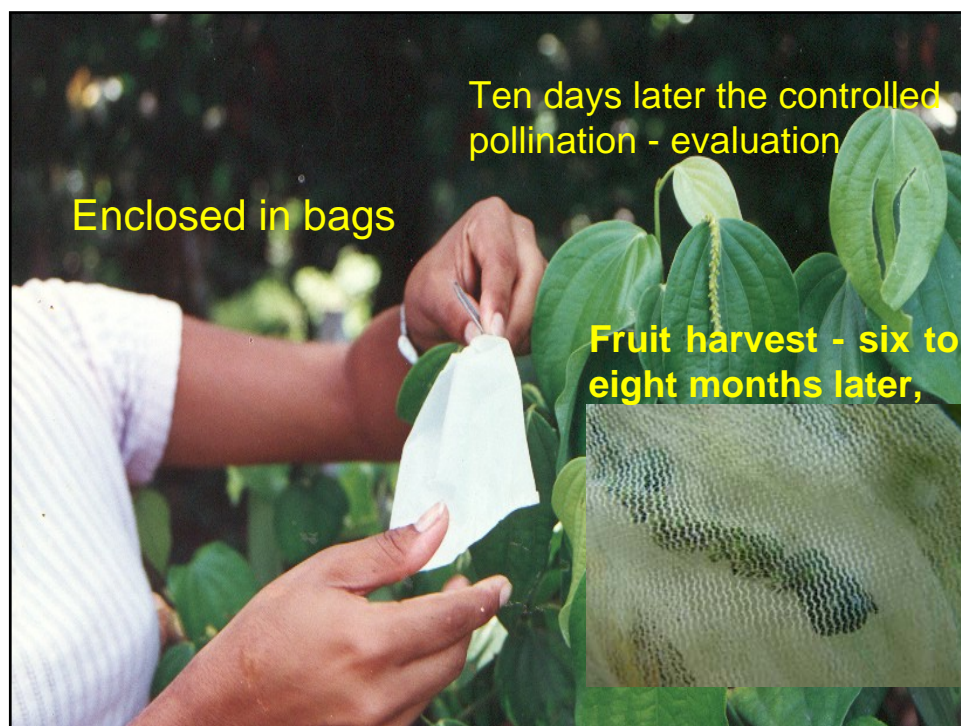 Ten days later the controlled
pollination - evaluation
Enclosed in bags
Fruit harvest - six to
eight months later,